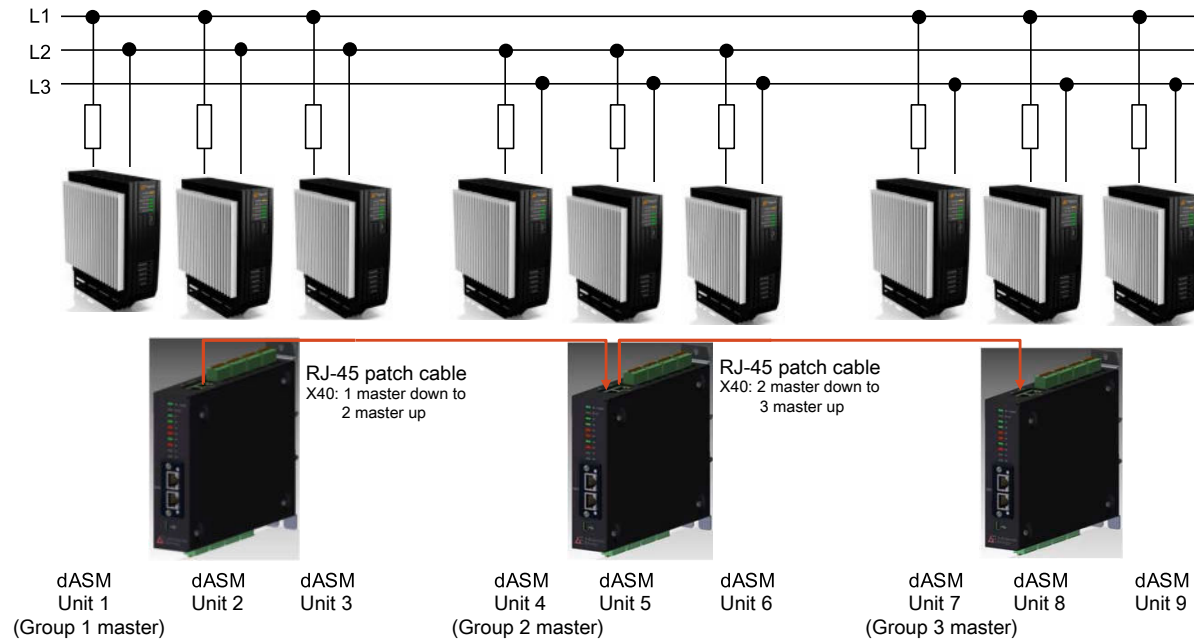 L1
L2
L3
RJ-45 patch cable
X40: 1 master down to
2 master up
RJ-45 patch cable
X40: 2 master down to
3 master up
dASM
Unit 1
(Group 1 master)
dASM
Unit 2
dASM
Unit 3
dASM
Unit 4
(Group 2 master)
dASM
Unit 5
dASM
Unit 6
dASM
Unit 7
(Group 3 master)
dASM
Unit 8
dASM
Unit 9